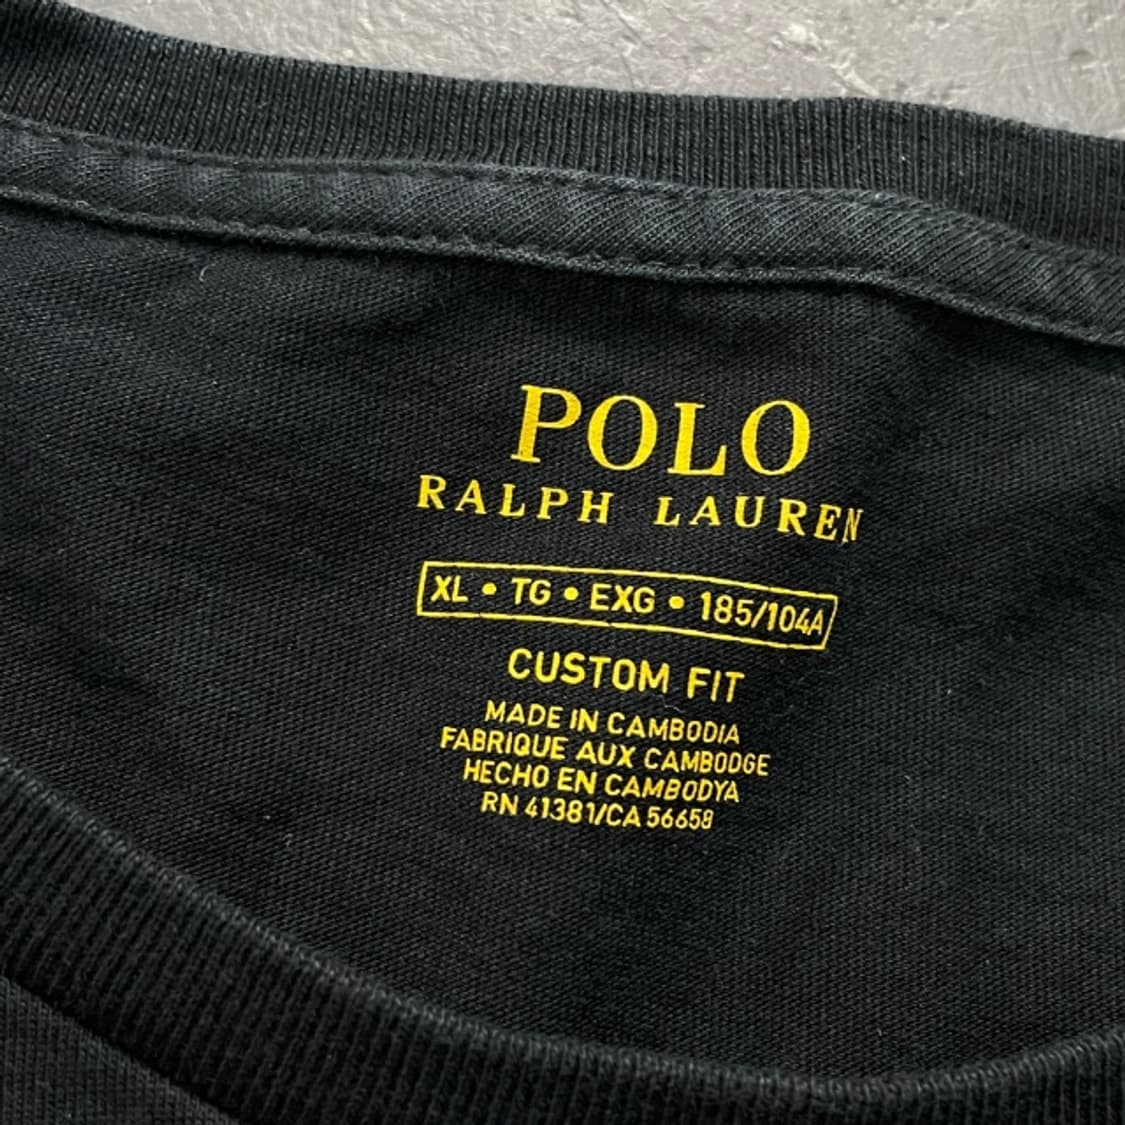 POLO
RALPH LAUREN
XL • TG • EXG • 185/104A
CUSTOM FIT
MADE IN CAMBODIA
FABRIQUE AUX CAMBODGE
HECHO EN CAMBODYA
RN 41381/CA 56658